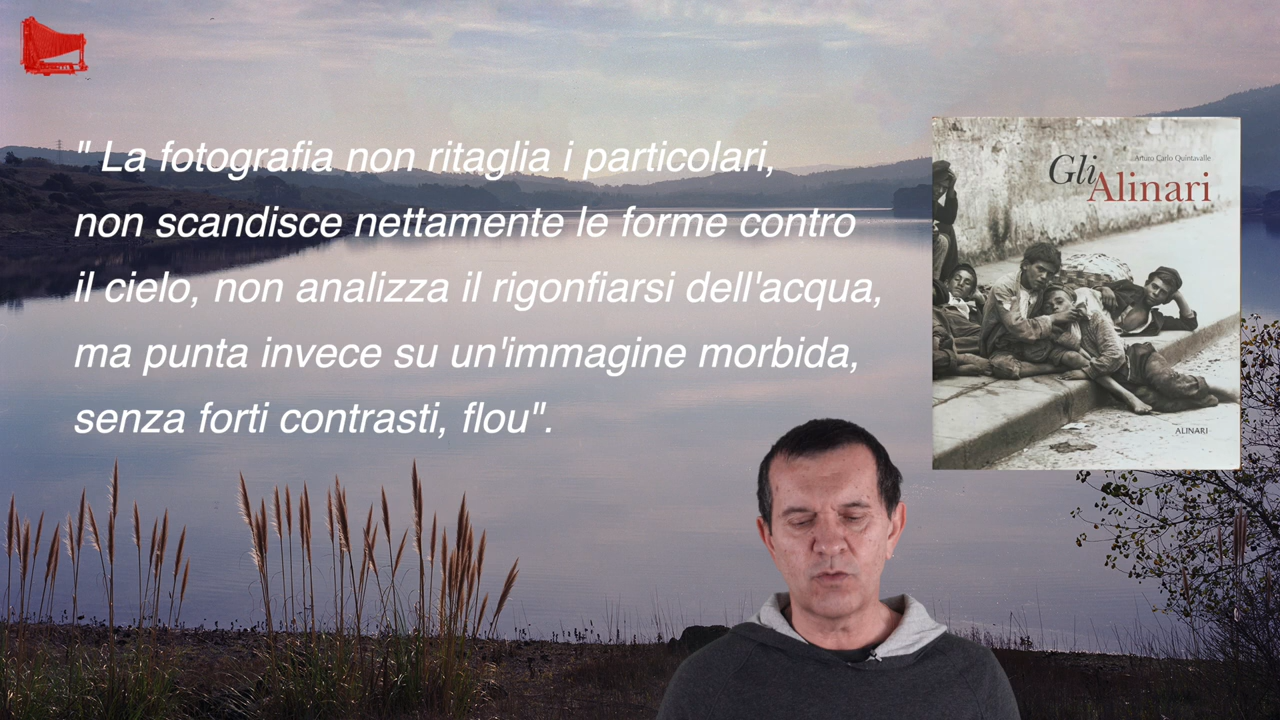 " La fotografia non ritaglia i particolari,
non scandisce nettamente le forme contro
il cielo, non analizza il rigonfiarsi dell'acqua,
ma punta invece su un'immagine morbida,
senza forti contrasti, flou".
Arturo Carlo Quintavalle
Gli
Alinari
ALINARI